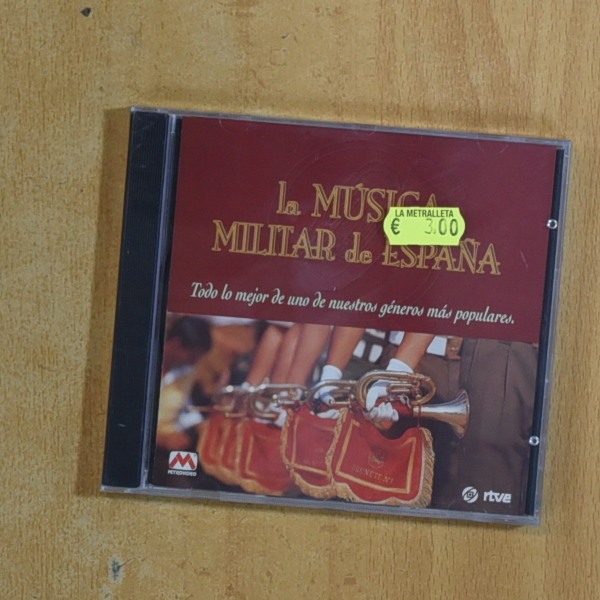 la MÚSICA
MILITAR de ESPAÑA
LA METRALLETA
€ 3.00
Todo lo mejor de uno de nuestros géneros más populares.
METROVIDEO
rtve